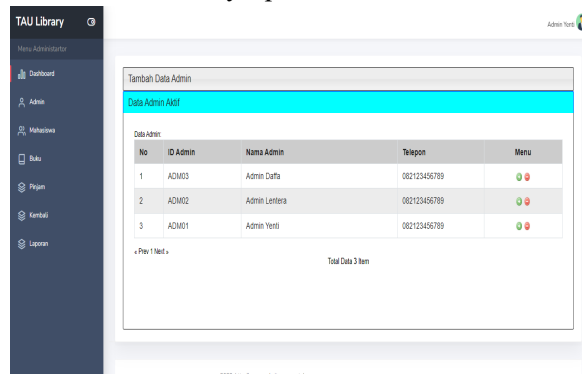 TAU Library
Admin Yenti
Menu Administartor
Dashboard
Admin
Mahasiswa
Buku
Pinjam
Kembali
Laporan
Tambah Data Admin
Data Admin Aktif
Data Admin:
No ID Admin Nama Admin Telepon Menu
1 ADM03 Admin Daffa 082123456789
2 ADM02 Admin Lentera 082123456789
3 ADM01 Admin Yenti 082123456789
« Prev 1 Next »
Total Data 3 Item